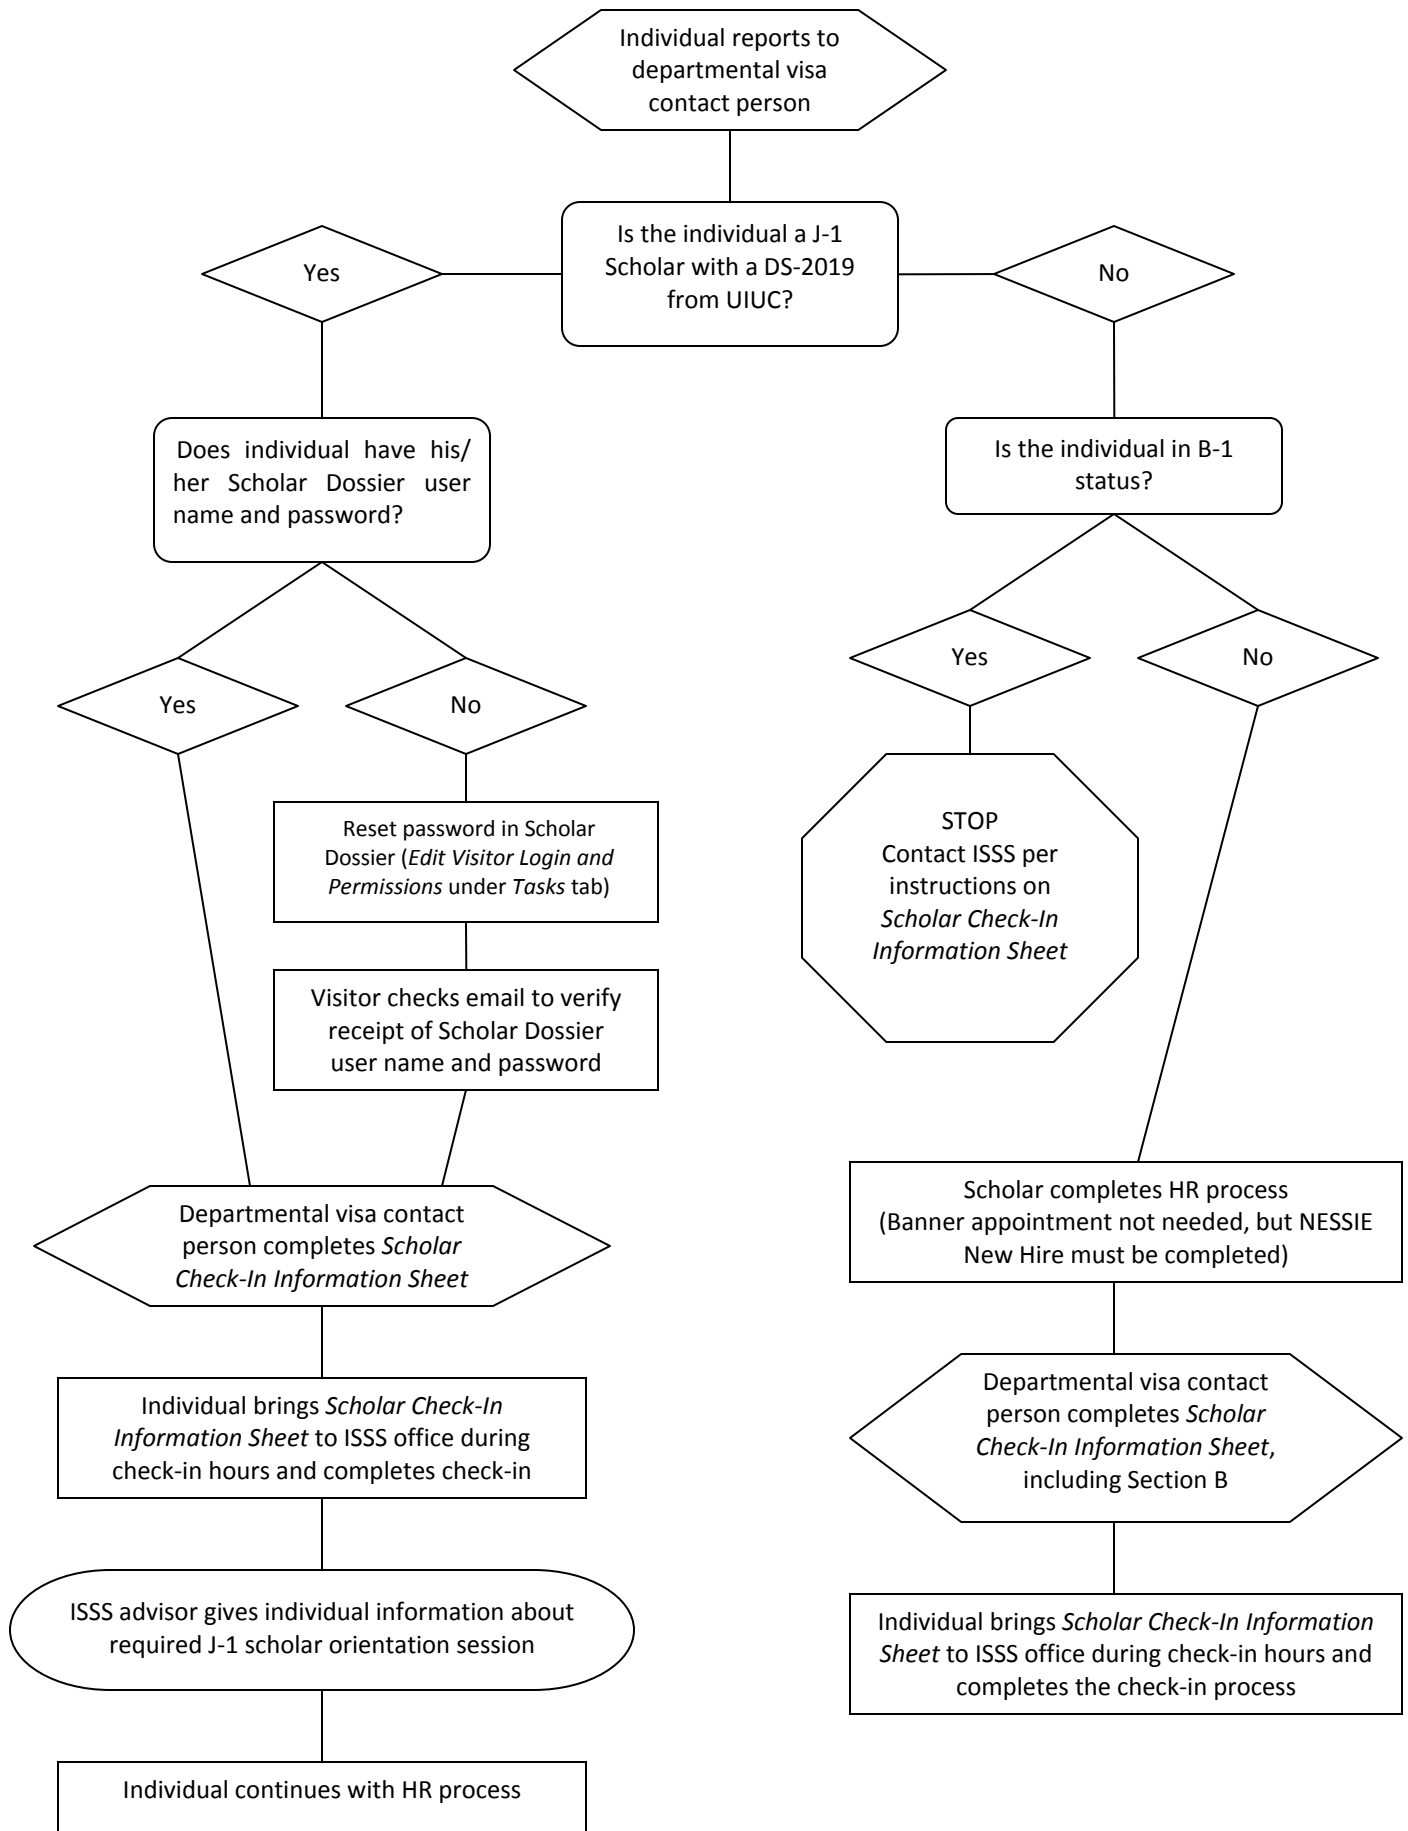 Individual reports to
departmental visa
contact person
Is the individual a J-1
Scholar with a DS-2019
from UIUC?
Yes
No
Does individual have his/
her Scholar Dossier user
name and password?
Is the individual in B-1
status?
Yes
No
Yes
No
Reset password in Scholar
Dossier (Edit Visitor Login and
Permissions under Tasks tab)
STOP
Contact ISSS per
instructions on
Scholar Check-In
Information Sheet
Visitor checks email to verify
receipt of Scholar Dossier
user name and password
Departmental visa contact
person completes Scholar
Check-In Information Sheet
Scholar completes HR process
(Banner appointment not needed, but NESSIE
New Hire must be completed)
Individual brings Scholar Check-In
Information Sheet to ISSS office during
check-in hours and completes check-in
Departmental visa contact
person completes Scholar
Check-In Information Sheet,
including Section B
ISSS advisor gives individual information about
required J-1 scholar orientation session
Individual brings Scholar Check-In Information
Sheet to ISSS office during check-in hours and
completes the check-in process
Individual continues with HR process